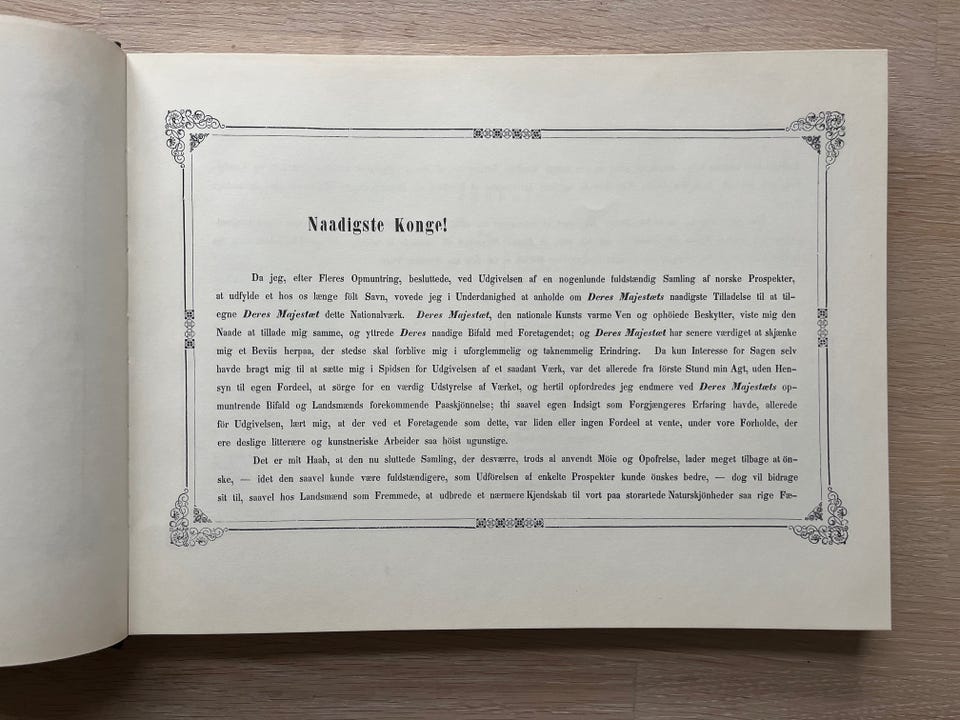 Naadigste Konge!
Da jeg, efter Fleres Opmuntring, besluttede, ved Udgivelsen af en nogenlunde fuldstændig Samling af norske Prospekter,
at udfylde et hos os længe fölt Savn, vovede jeg i Underdanighed at anholde om Deres Majestæts naadigste Tilladelse til at til-
egne Deres Majestæt dette Nationalværk. Deres Majestæt, den nationale Kunsts varme Ven og ophöiede Beskytter, viste mig den
Naade at tillade mig samme, og yttrede Deres naadige Bifald med Foretagendet; og Deres Majestæt har senere værdiget at skjænke
mig et Beviis herpaa, der stedse skal forblive mig i uforglemmelig og taknemmelig Erindring. Da kun Interesse for Sagen selv
havde bragt mig til at sætte mig i Spidsen for Udgivelsen af et saadant Værk, var det allerede fra förste Stund min Agt, uden Hen-
syn til egen Fordeel, at sörge for en værdig Udstyrelse af Værket, og hertil opfordredes jeg endmere ved Deres Majestæts op-
muntrende Bifald og Landsmænds forekommende Paaskjönnelse; thi saavel egen Indsigt som Forgjængeres Erfaring havde, allerede
för Udgivelsen, lært mig, at der ved et Foretagende som dette, var liden eller ingen Fordeel at vente, under vore Forholde, der
ere deslige litterære og kunstneriske Arbeider saa höist ugunstige.
Det er mit Haab, at den nu sluttede Samling, der desværre, trods al anvendt Möie og Opofrelse, lader meget tilbage at ön-
ske, — idet den saavel kunde være fuldstændigere, som Udförelsen af enkelte Prospekter kunde önskes bedre, — dog vil bidrage
sit til, saavel hos Landsmænd som Fremmede, at udbrede et nærmere Kjendskab til vort paa storartede Naturskjönheder saa rige Fæ-